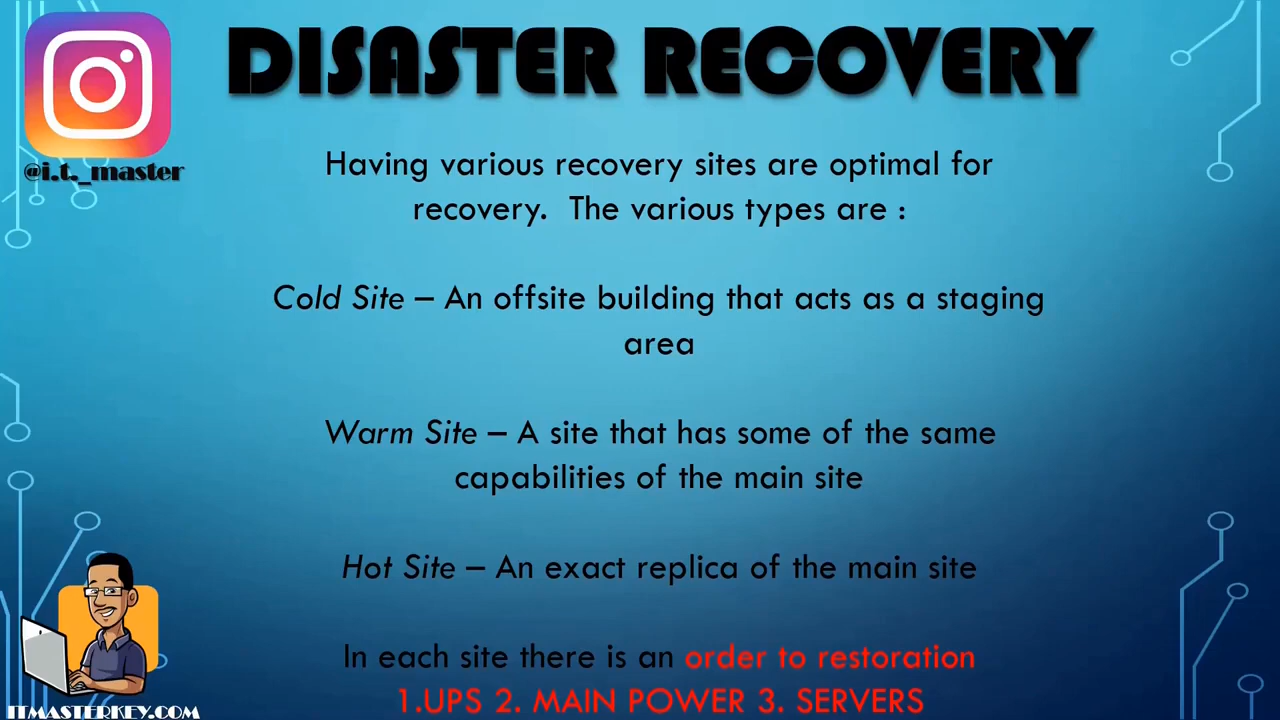 DISASTER RECOVERY
@i.t._master
Having various recovery sites are optimal for
recovery.  The various types are :
Cold Site – An offsite building that acts as a staging
area
Warm Site – A site that has some of the same
capabilities of the main site
Hot Site – An exact replica of the main site
In each site there is an order to restoration
1.UPS 2. MAIN POWER 3. SERVERS
ITMASTERKEY.COM